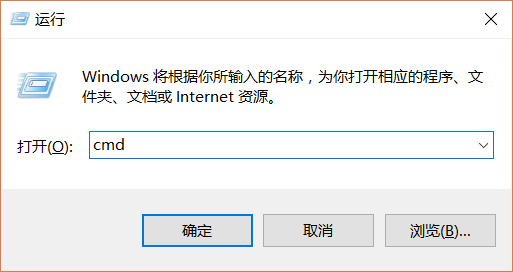 运行
Windows 将根据你所输入的名称，为你打开相应的程序、文
件夹、文档或 Internet 资源。
打开(O): cmd
确定 取消 浏览(B)...